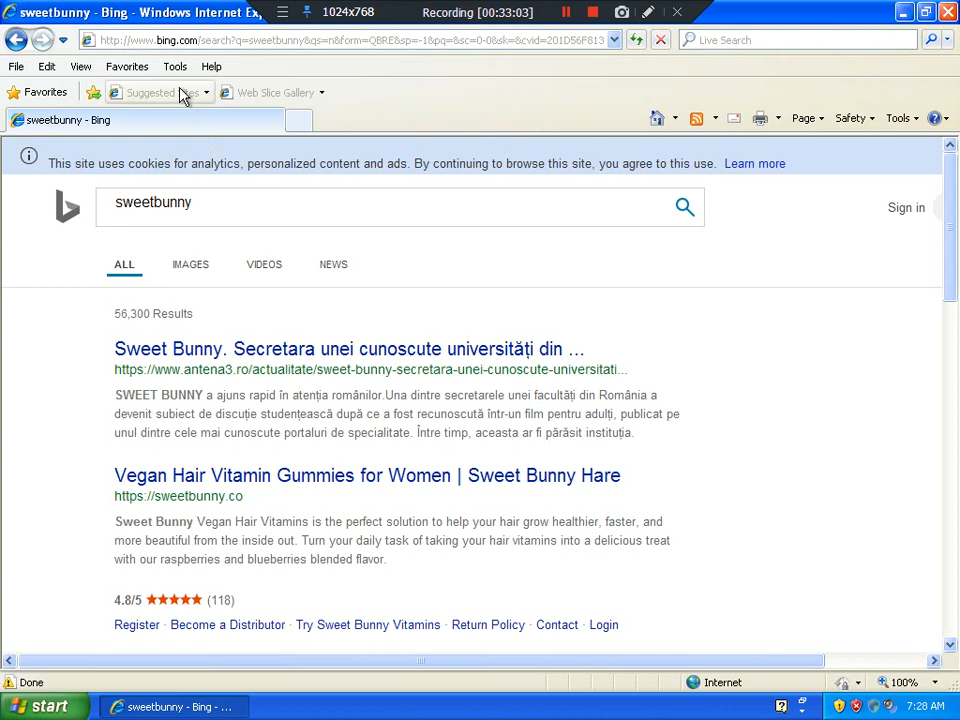 sweetbunny - Bing - Windows Internet Exp
1024x768
Recording [00:33:03]
http://www.bing.com/search?q=sweetbunny&qs=n&form=QBRE&sp=-1&pq=&sc=0-0&sk=&cvid=201D56F813
Live Search
File Edit View Favorites Tools Help
Favorites
Suggested
Web Slice Gallery
sweetbunny - Bing
Page Safety Tools
This site uses cookies for analytics, personalized content and ads. By continuing to browse this site, you agree to this use. Learn more
sweetbunny
Sign in
ALL IMAGES VIDEOS NEWS
56,300 Results
Sweet Bunny. Secretara unei cunoscute universități din ...
https://www.antena3.ro/actualitate/sweet-bunny-secretara-unei-cunoscute-universitati...
SWEET BUNNY a ajuns rapid în atenția românilor.Una dintre secretarele unei facultăți din România a
devenit subiect de discuție studențească după ce a fost recunoscută într-un film pentru adulți, publicat pe
unul dintre cele mai cunoscute portaluri de specialitate. Între timp, aceasta ar fi părăsit instituția.
Vegan Hair Vitamin Gummies for Women | Sweet Bunny Hare
https://sweetbunny.co
Sweet Bunny Vegan Hair Vitamins is the perfect solution to help your hair grow healthier, faster, and
more beautiful from the inside out. Turn your daily task of taking your hair vitamins into a delicious treat
with our raspberries and blueberries blended flavor.
4.8/5 (118)
Register · Become a Distributor · Try Sweet Bunny Vitamins · Return Policy · Contact · Login
Done
Internet
100%
start
sweetbunny - Bing - ...
7:28 AM